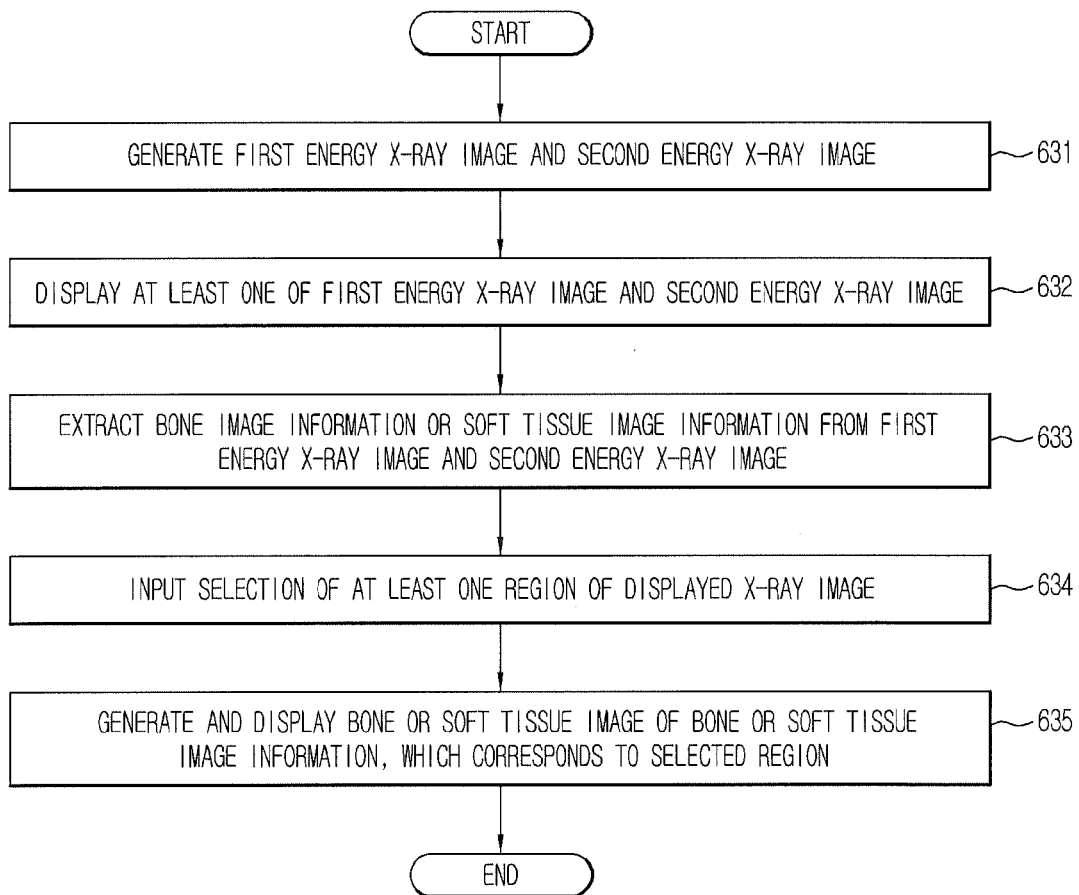 START
GENERATE FIRST ENERGY X-RAY IMAGE AND SECOND ENERGY X-RAY IMAGE
631
DISPLAY AT LEAST ONE OF FIRST ENERGY X-RAY IMAGE AND SECOND ENERGY X-RAY IMAGE
632
EXTRACT BONE IMAGE INFORMATION OR SOFT TISSUE IMAGE INFORMATION FROM FIRST
ENERGY X-RAY IMAGE AND SECOND ENERGY X-RAY IMAGE
633
INPUT SELECTION OF AT LEAST ONE REGION OF DISPLAYED X-RAY IMAGE
634
GENERATE AND DISPLAY BONE OR SOFT TISSUE IMAGE OF BONE OR SOFT TISSUE
IMAGE INFORMATION, WHICH CORRESPONDS TO SELECTED REGION
635
END